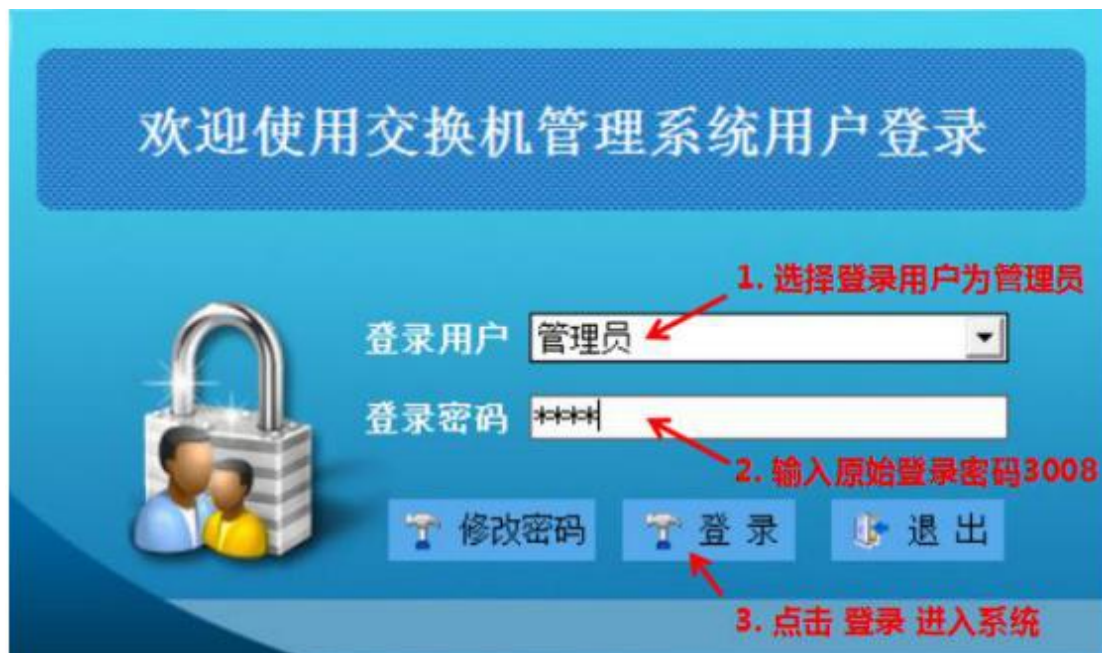 欢迎使用交换机管理系统用户登录
1. 选择登录用户为管理员
登录用户 管理员
登录密码 ****
2. 输入原始登录密码3008
修改密码 登 录 退 出
3. 点击 登录 进入系统